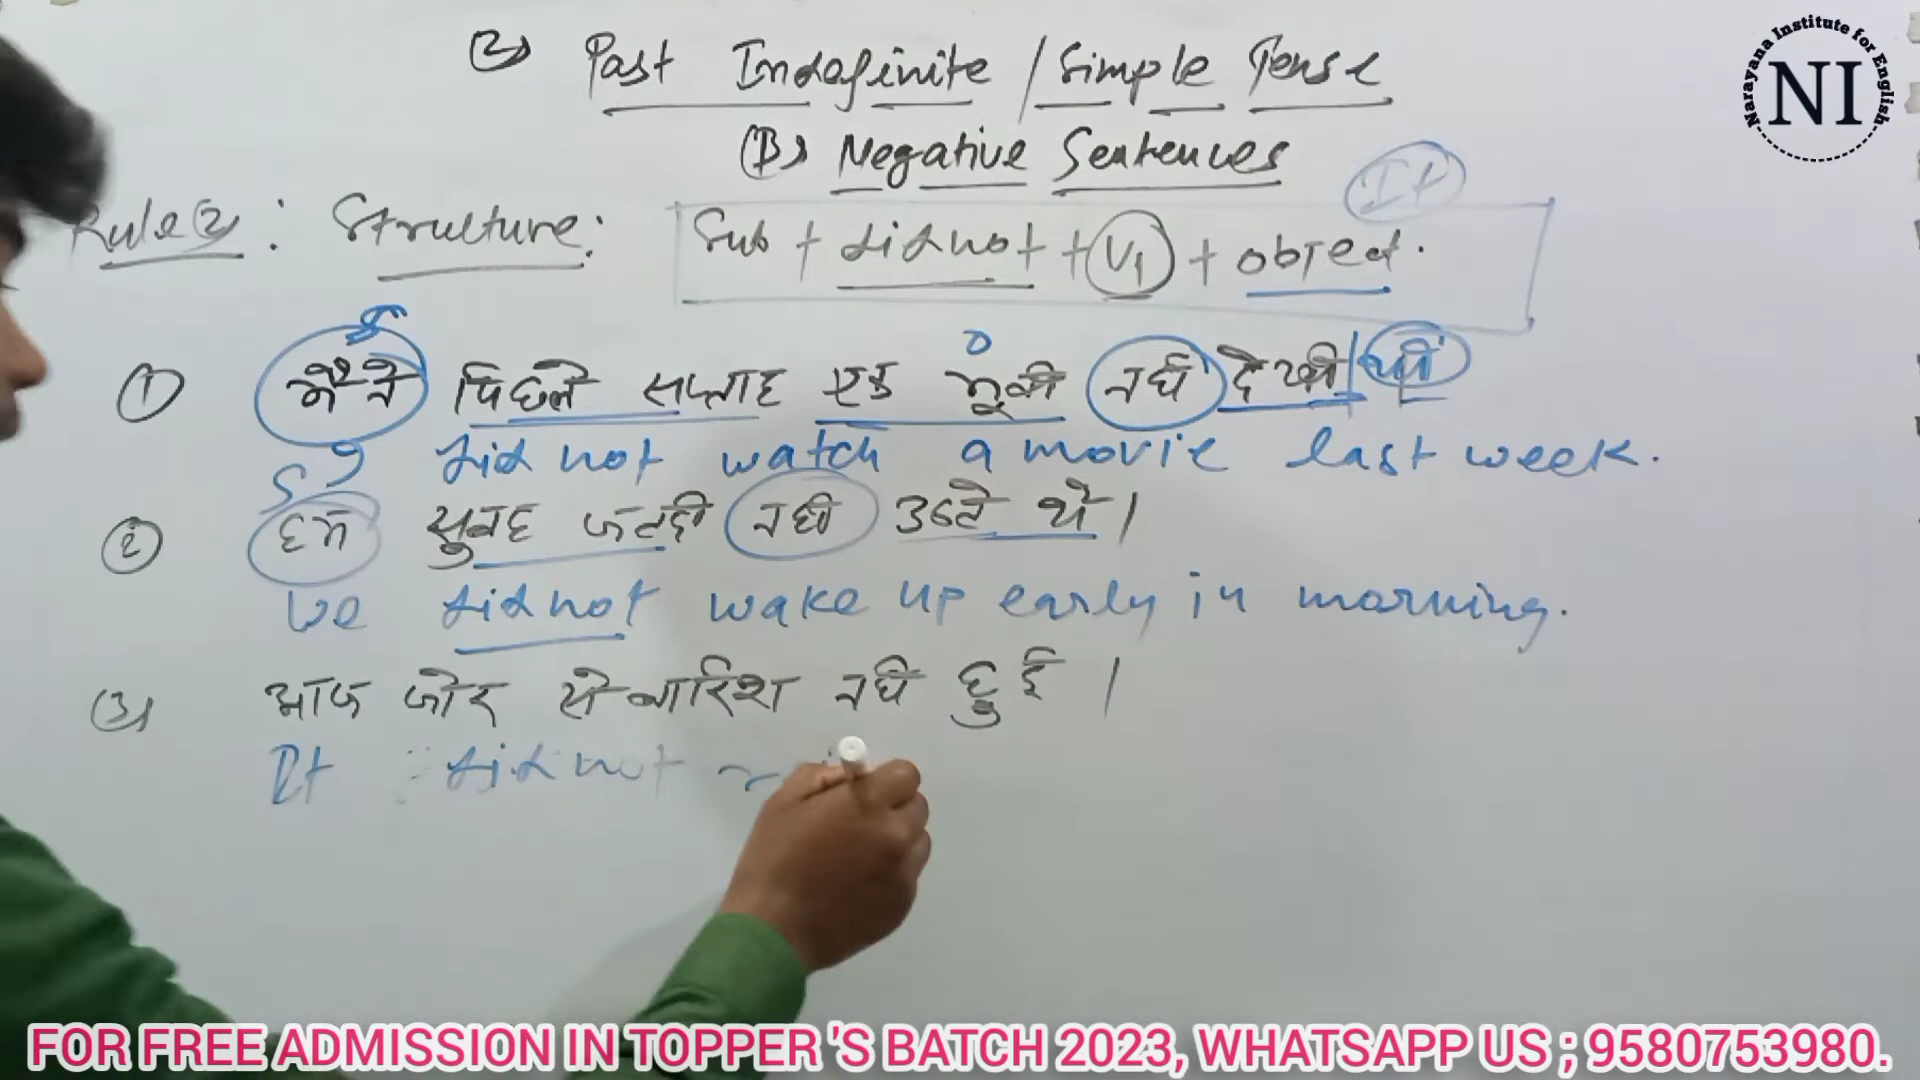 ② Past Indefinite / Simple Tense
(B) Negative Sentences
It
Rule② : Structure: Sub + did not + V1 + object.
S
O
① मैंने पिछले सप्ताह एक मूवी नहीं देखी / थी
I did not watch a movie last week.
S
② हम सुबह जल्दी नहीं उठते थे।
We did not wake up early in morning.
③ आज जोर से बारिश नहीं हुई।
It did not
Narayana Institute for English
NI
FOR FREE ADMISSION IN TOPPER 'S BATCH 2023, WHATSAPP US ; 9580753980.